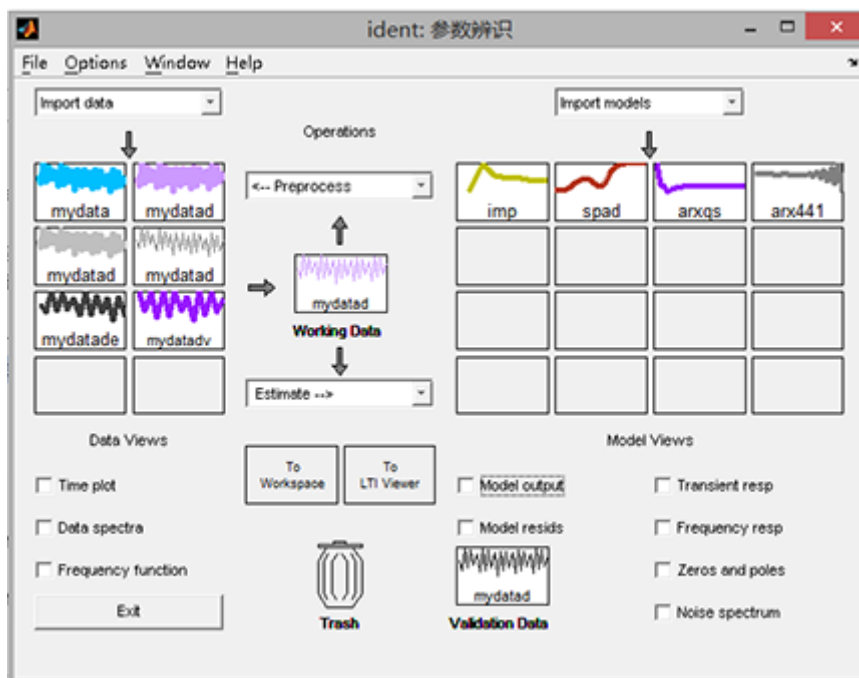 ident: 参数辨识
File Options Window Help
Import data
Import models
Operations
mydata
mydatad
<-- Preprocess
imp
spad
arxqs
arx441
mydatad
mydatad
mydatad
Working Data
mydatade
mydatadv
Estimate -->
Data Views
Model Views
To Workspace
To LTI Viewer
Time plot
Model output
Transient resp
Data spectra
Model resids
Frequency resp
Frequency function
mydatad
Zeros and poles
Exit
Trash
Validation Data
Noise spectrum